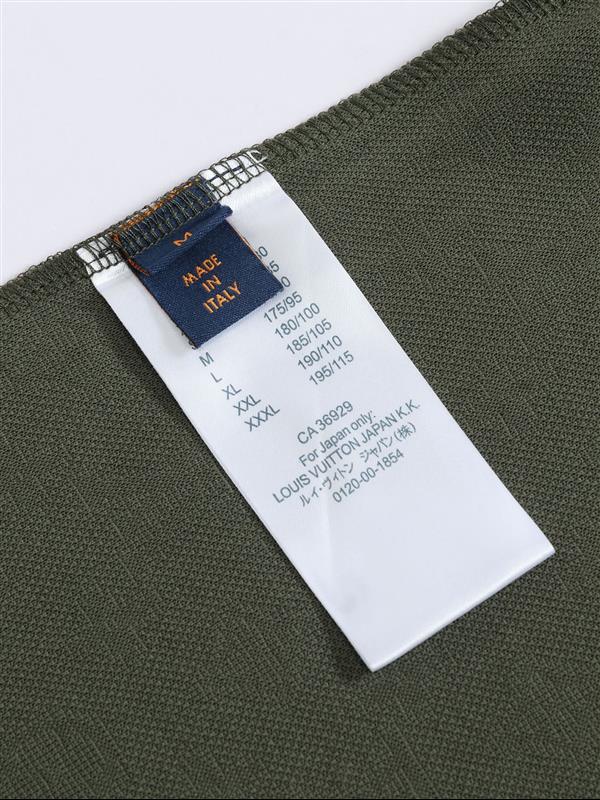 M
MADE
IN
ITALY
M 175/95
L 180/100
XL 185/105
XXL 190/110
XXXL 195/115
CA 36929
For Japan only:
LOUIS VUITTON JAPAN K.K.
ルイ・ヴィトン ジャパン(株)
0120-00-1854